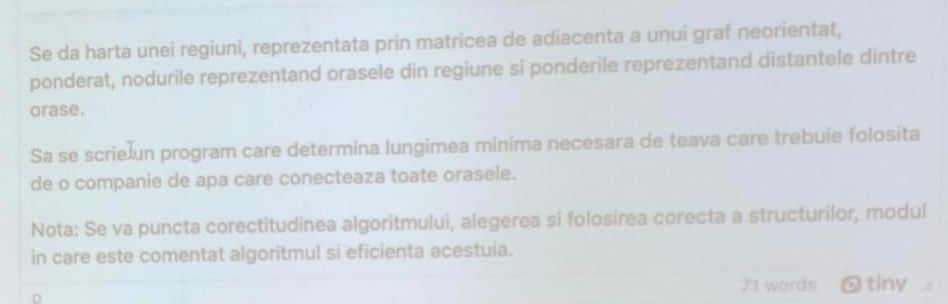 Se da harta unei regiuni, reprezentata prin matricea de adiacenta a unui graf neorientat,
ponderat, nodurile reprezentand orasele din regiune si ponderile reprezentand distantele dintre
orase.
Sa se scrie un program care determina lungimea minima necesara de teava care trebuie folosita
de o companie de apa care conecteaza toate orasele.
Nota: Se va puncta corectitudinea algoritmului, alegerea si folosirea corecta a structurilor, modul
in care este comentat algoritmul si eficienta acestuia.
p
71 words tiny